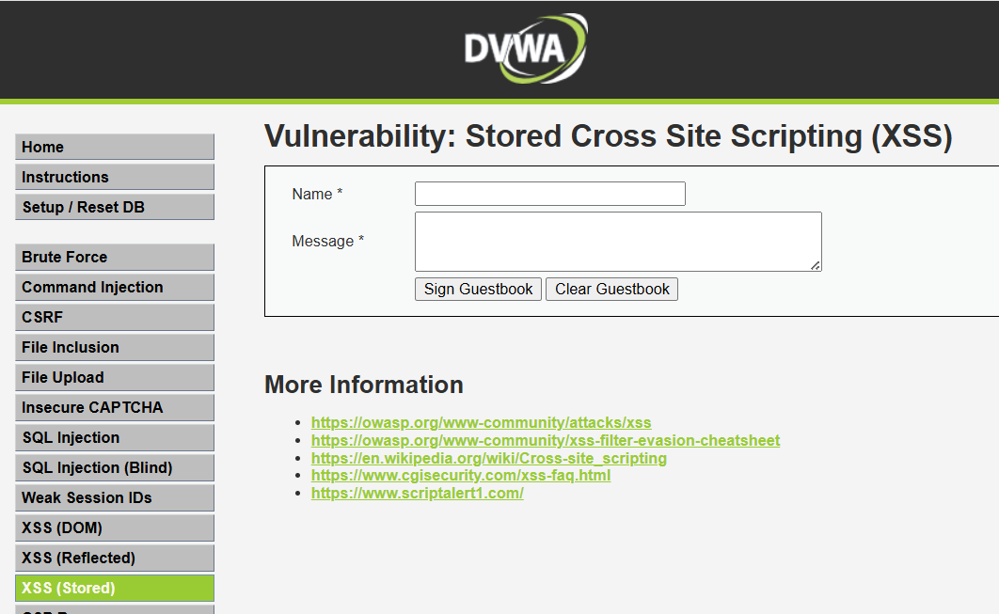 DVWA
Vulnerability: Stored Cross Site Scripting (XSS)
Home
Instructions
Setup / Reset DB
Brute Force
Command Injection
CSRF
File Inclusion
File Upload
Insecure CAPTCHA
SQL Injection
SQL Injection (Blind)
Weak Session IDs
XSS (DOM)
XSS (Reflected)
XSS (Stored)
Name *
Message *
Sign Guestbook Clear Guestbook
More Information
https://owasp.org/www-community/attacks/xss
https://owasp.org/www-community/xss-filter-evasion-cheatsheet
https://en.wikipedia.org/wiki/Cross-site_scripting
https://www.cgisecurity.com/xss-faq.html
https://www.scriptalert1.com/